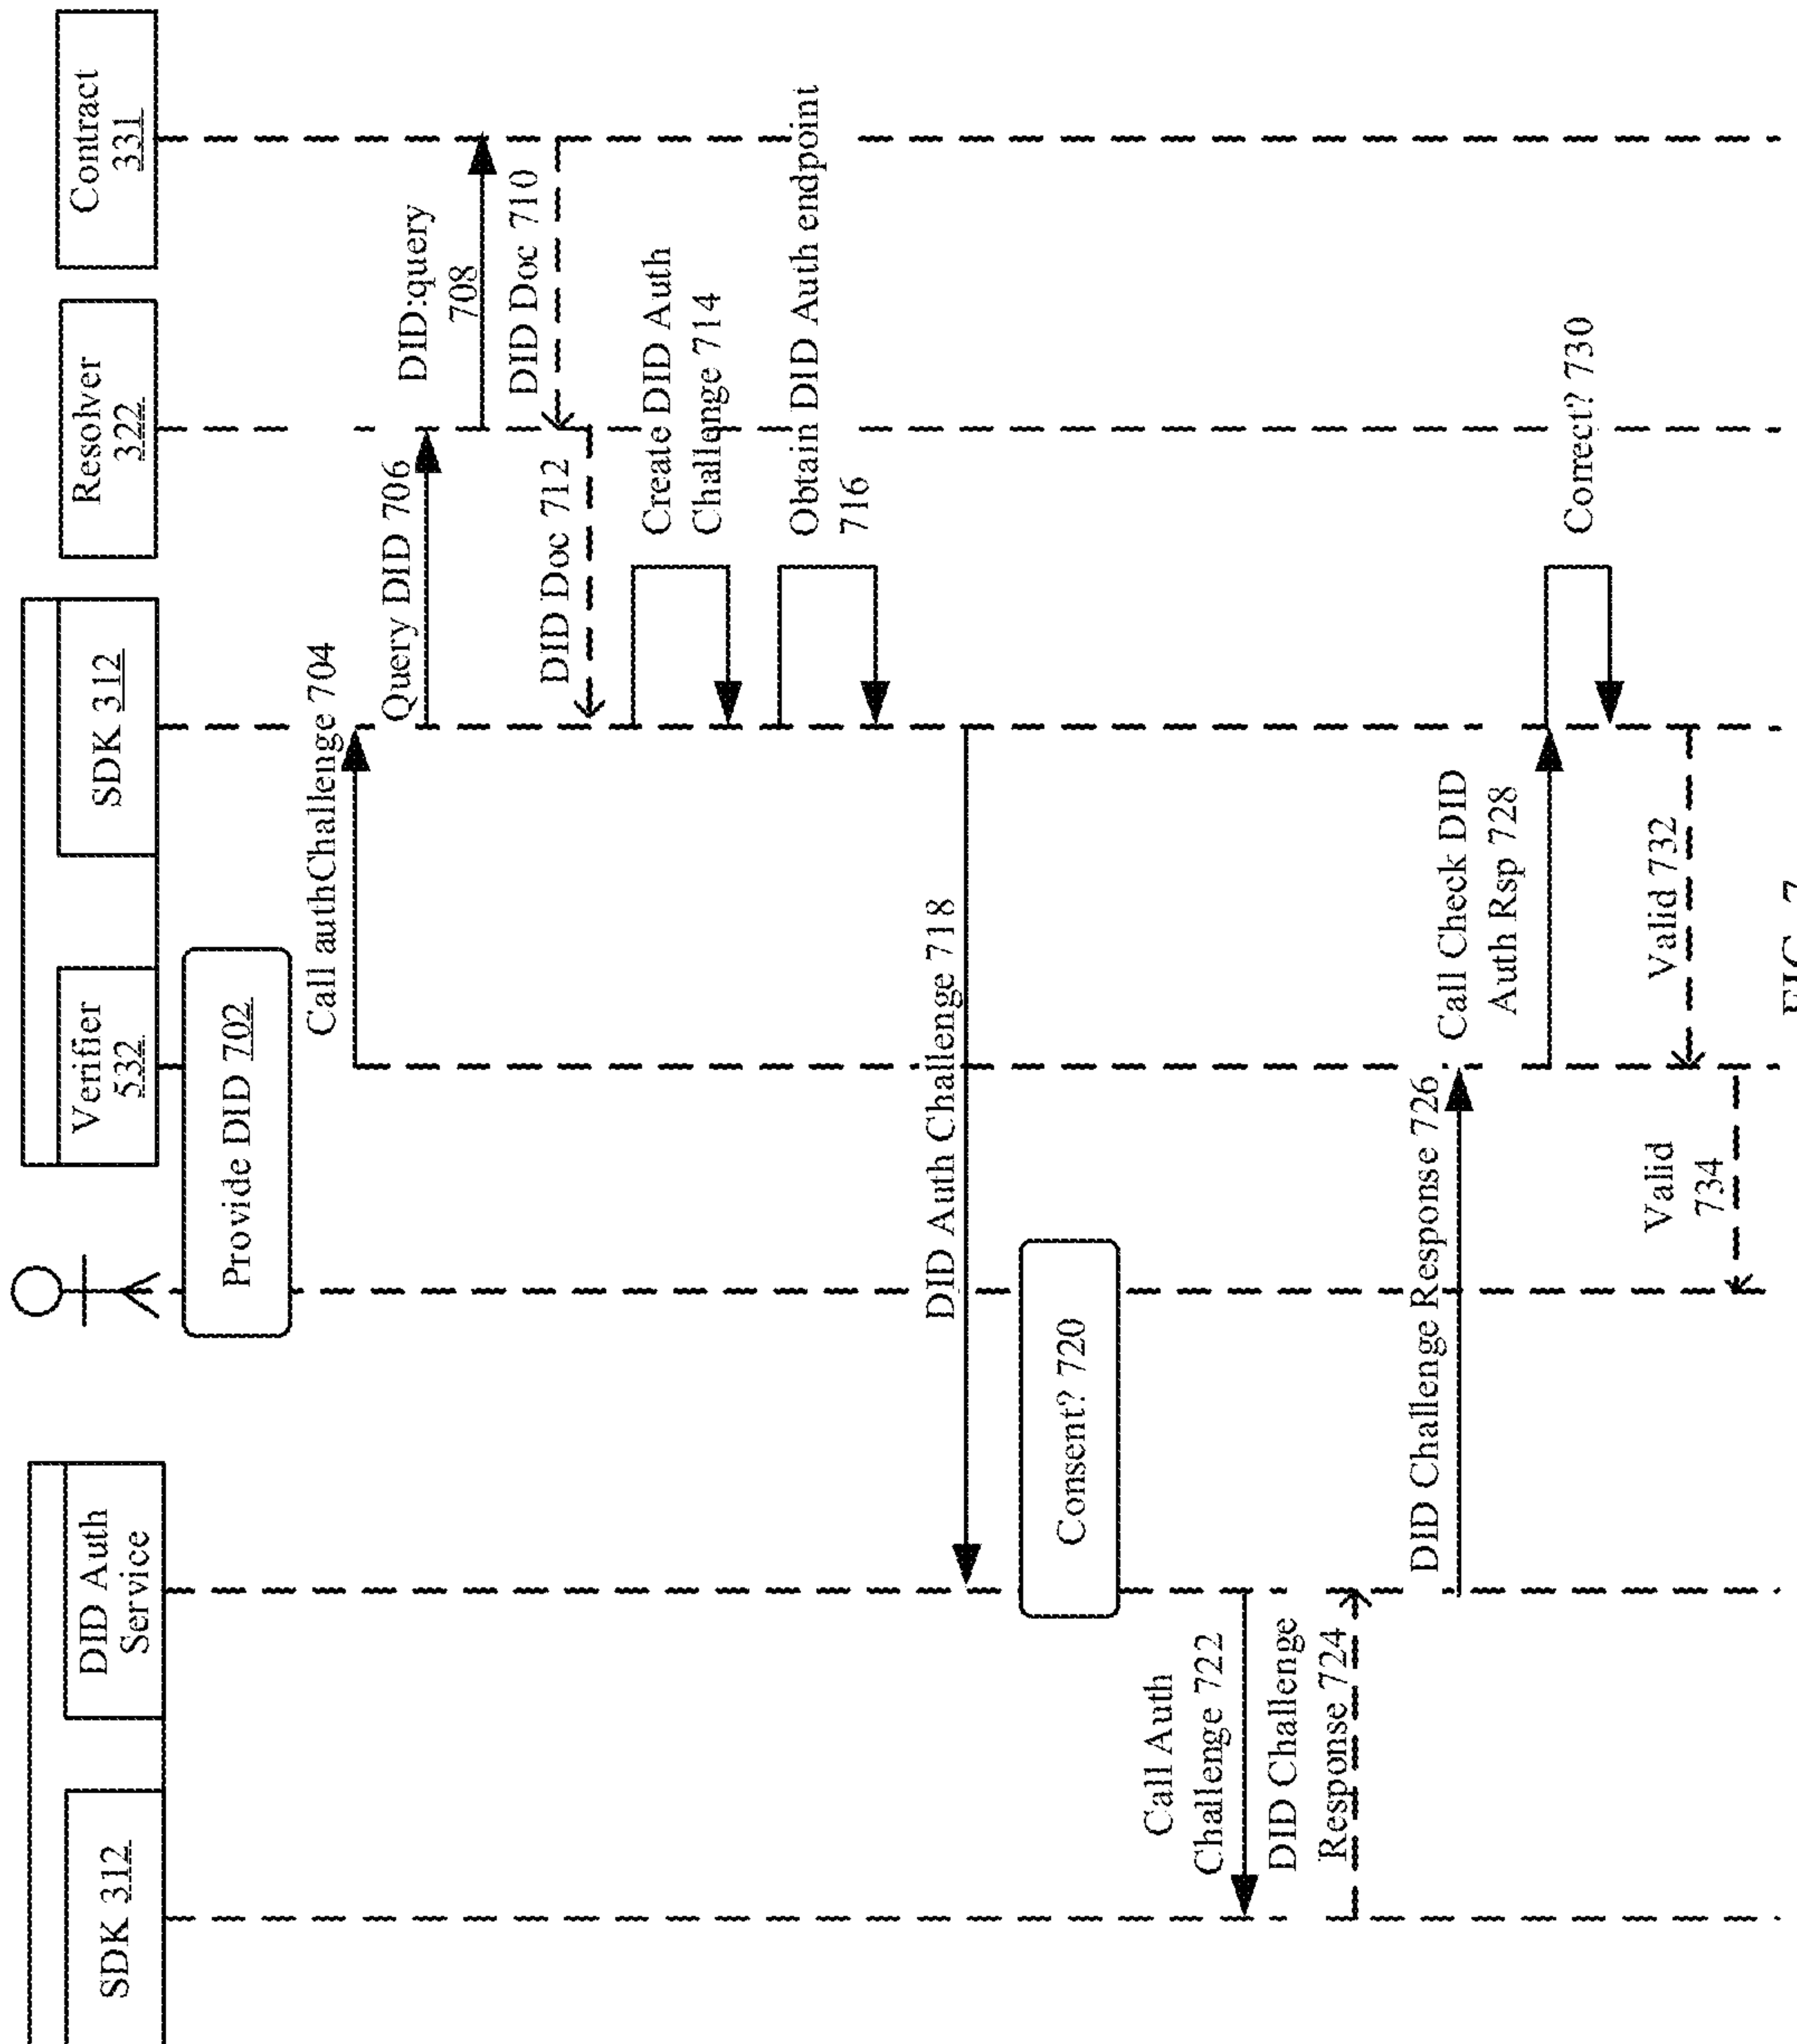 SDK 312
DID Auth
Service
Verifier
532
SDK 312
Resolver
322
Contract
331
Provide DID 702
Call authChallenge 704
Query DID 706
DID:query
708
DID Doc 710
DID Doc 712
Create DID Auth
Challenge 714
Obtain DID Auth endpoint
716
DID Auth Challenge 718
Consent? 720
Call Auth
Challenge 722
DID Challenge
Response 724
DID Challenge Response 726
Call Check DID
Auth Rsp 728
Correct? 730
Valid 732
Valid
734
FIG. 7